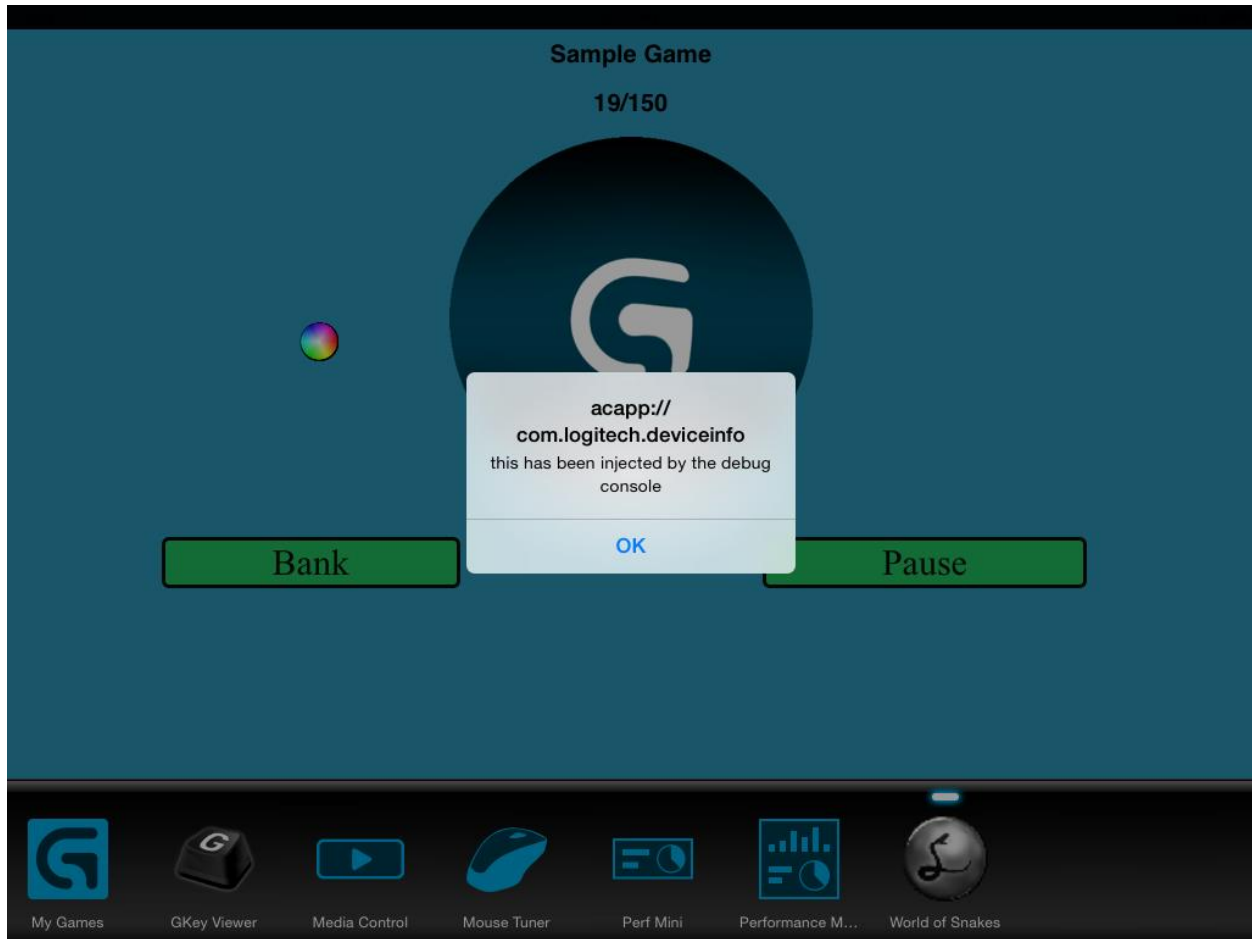 Sample Game
19/150
acapp://
com.logitech.deviceinfo
this has been injected by the debug
console
OK
Bank
Pause
My Games
GKey Viewer
Media Control
Mouse Tuner
Perf Mini
Performance M...
World of Snakes